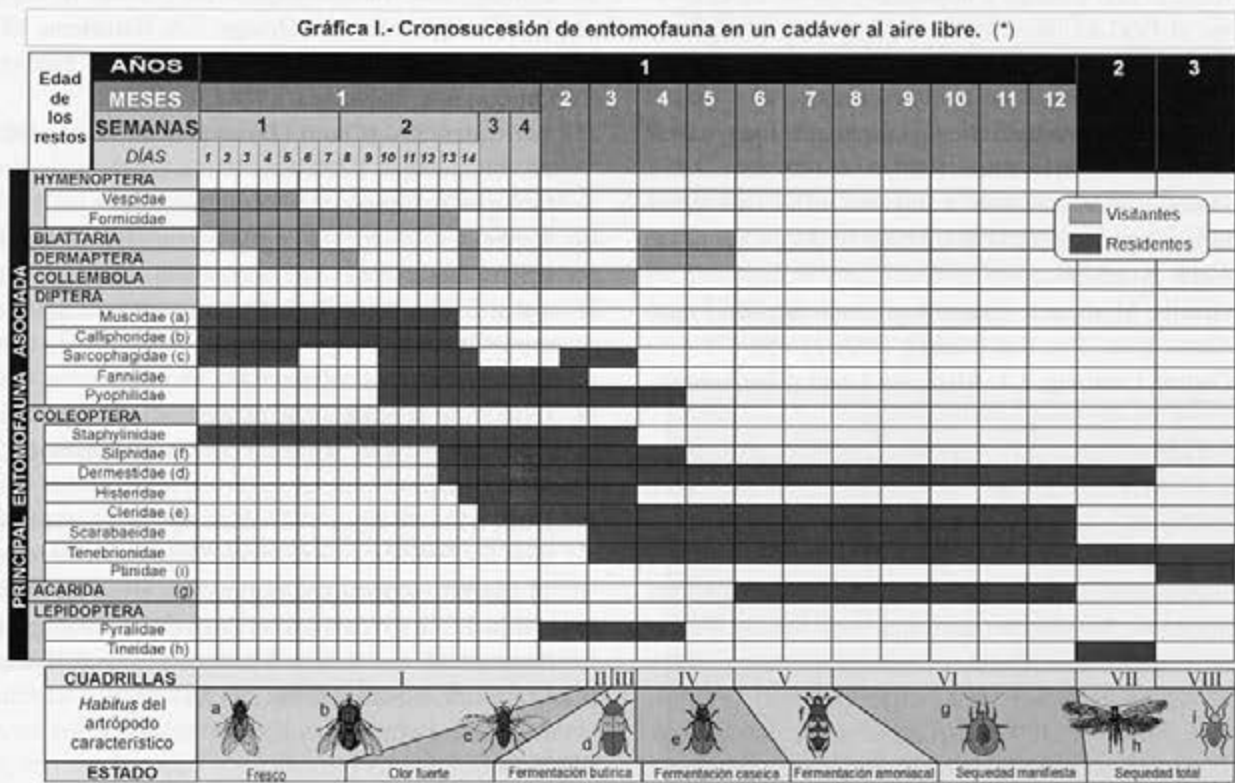 Gráfica I.- Cronosucesión de entomofauna en un cadáver al aire libre. (*)
Edad de los restos
AÑOS 1 2 3
MESES 1 2 3 4 5 6 7 8 9 10 11 12
SEMANAS 1 2 3 4
DÍAS 1 2 3 4 5 6 7 8 9 10 11 12 13 14
PRINCIPAL ENTOMOFAUNA ASOCIADA
HYMENOPTERA
Vespidae
Formicidae
BLATTARIA
DERMAPTERA
COLLEMBOLA
DIPTERA
Muscidae (a)
Calliphoridae (b)
Sarcophagidae (c)
Fanniidae
Pyophilidae
COLEOPTERA
Staphylinidae
Silphidae (f)
Dermestidae (d)
Histeridae
Cleridae (e)
Scarabaeidae
Tenebrionidae
Ptinidae (i)
ACARIDA (g)
LEPIDOPTERA
Pyralidae
Tineidae (h)
Visitantes
Residentes
CUADRILLAS I II III IV V VI VII VIII
Habitus del artrópodo característico
a b c d e f g h i
ESTADO Fresco Olor fuerte Fermentación butírica Fermentación caseica Fermentación amoniacal Sequedad manifiesta Sequedad total